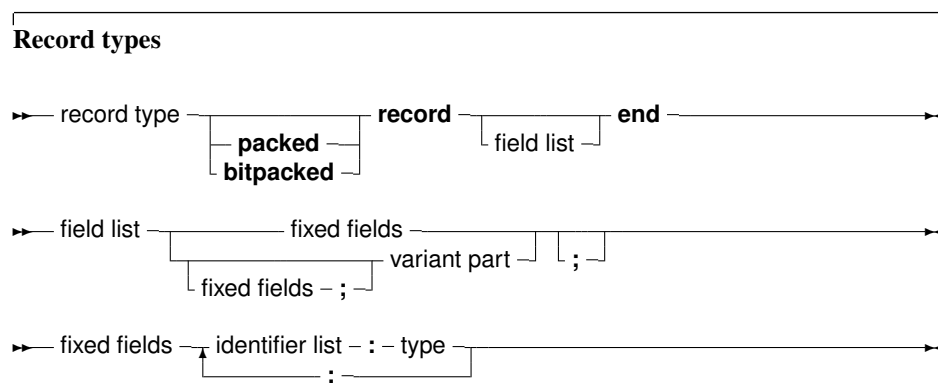 Record types
record type record end
packed field list
bitpacked
field list fixed fields
variant part ;
fixed fields ;
fixed fields identifier list : type
: